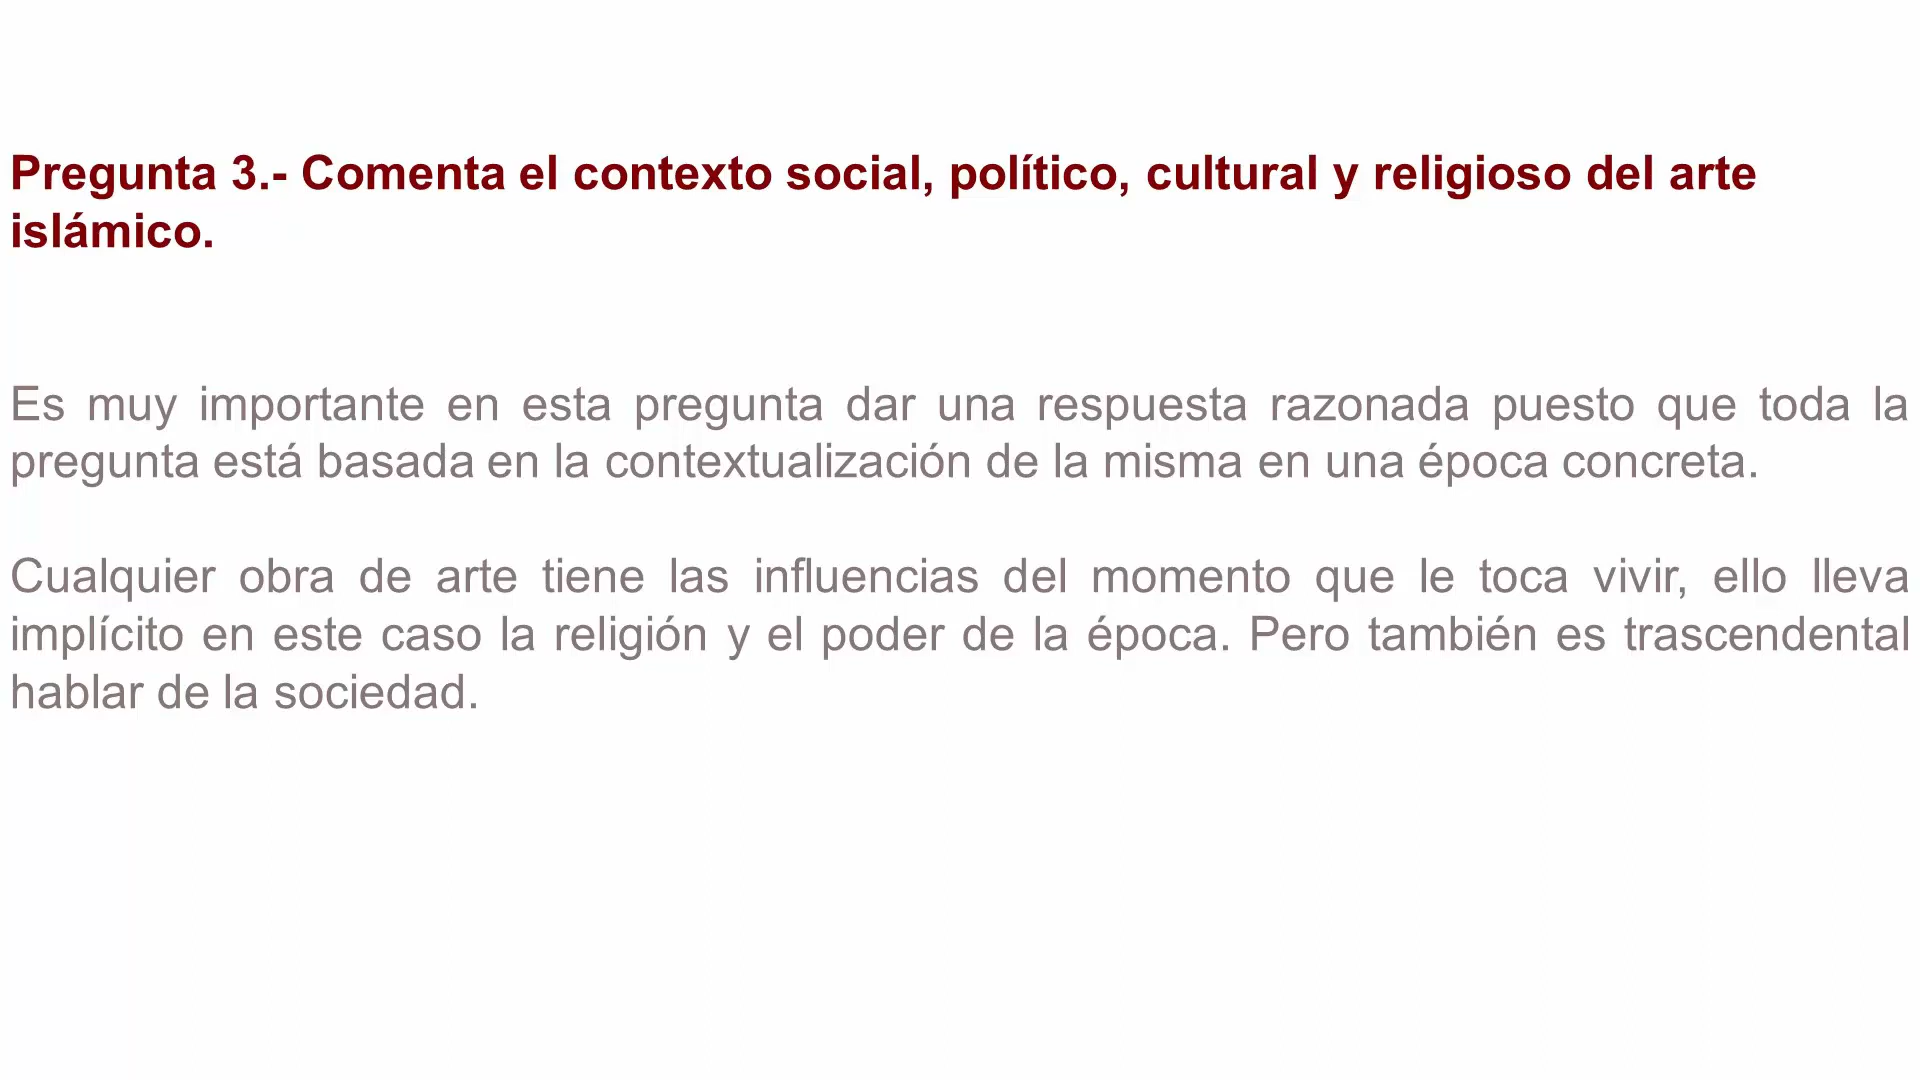 Pregunta 3.- Comenta el contexto social, político, cultural y religioso del arte
islámico.
Es muy importante en esta pregunta dar una respuesta razonada puesto que toda la
pregunta está basada en la contextualización de la misma en una época concreta.
Cualquier obra de arte tiene las influencias del momento que le toca vivir, ello lleva
implícito en este caso la religión y el poder de la época. Pero también es trascendental
hablar de la sociedad.